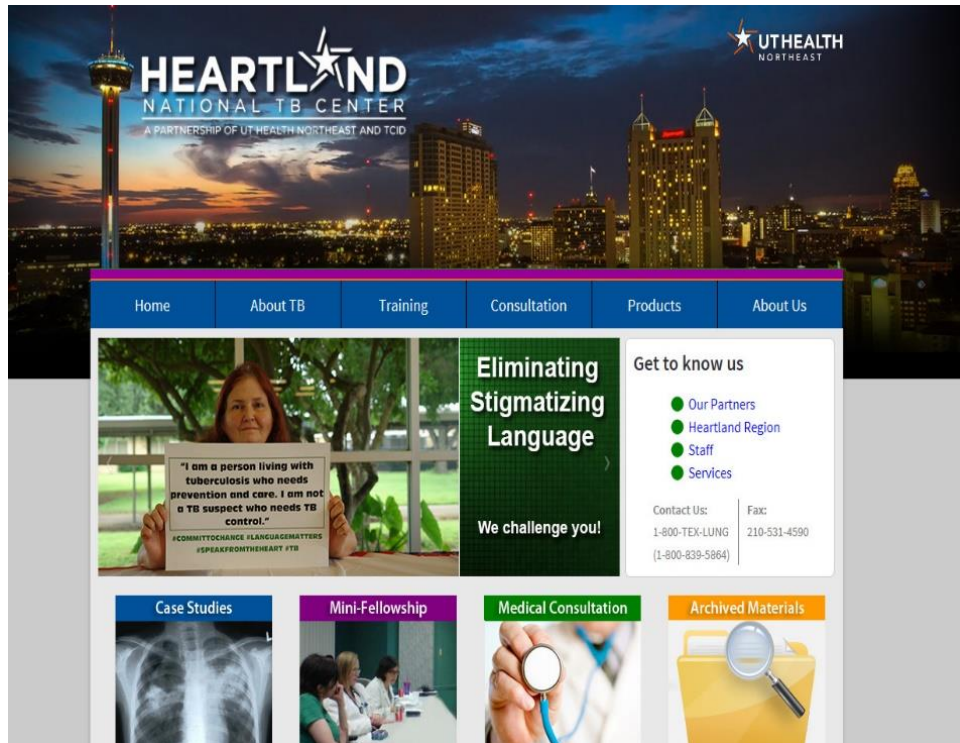 HEARTLAND
NATIONAL TB CENTER
A PARTNERSHIP OF UT HEALTH NORTHEAST AND TCID
UTHEALTH
NORTHEAST
Home
About TB
Training
Consultation
Products
About Us
"I am a person living with
tuberculosis who needs
prevention and care. I am not
a TB suspect who needs TB
control."
#COMMITTOCHANGE #LANGUAGEMATTERS
#SPEAKFROMTHEHEART #TB
Eliminating
Stigmatizing
Language
We challenge you!
Get to know us
Our Partners
Heartland Region
Staff
Services
Contact Us:
1-800-TEX-LUNG
(1-800-839-5864)
Fax:
210-531-4590
Case Studies
Mini-Fellowship
Medical Consultation
Archived Materials